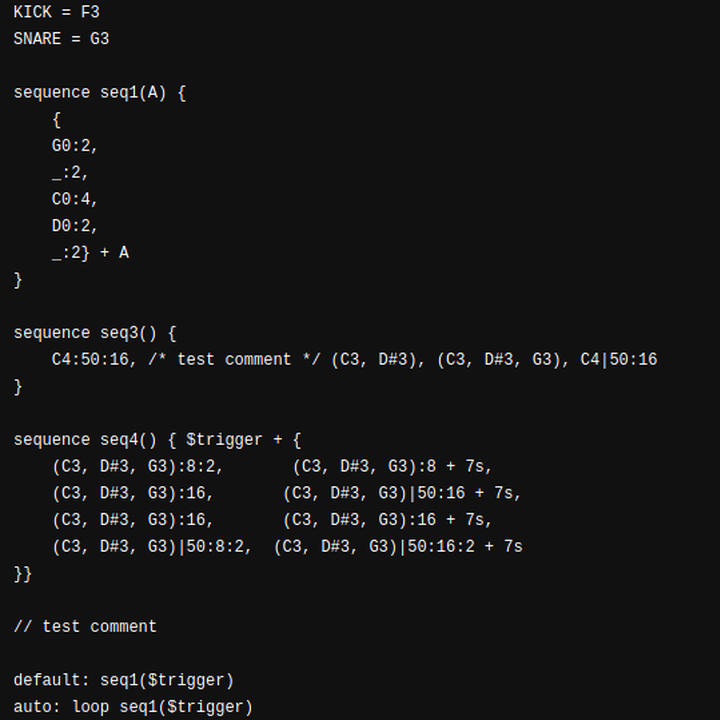 KICK = F3
SNARE = G3
sequence seq1(A) {
{
G0:2,
_:2,
C0:4,
D0:2,
_:2} + A
}
sequence seq3() {
C4:50:16, /* test comment */ (C3, D#3), (C3, D#3, G3), C4|50:16
}
sequence seq4() { $trigger + {
(C3, D#3, G3):8:2, (C3, D#3, G3):8 + 7s,
(C3, D#3, G3):16, (C3, D#3, G3)|50:16 + 7s,
(C3, D#3, G3):16, (C3, D#3, G3):16 + 7s,
(C3, D#3, G3)|50:8:2, (C3, D#3, G3)|50:16:2 + 7s
}}
// test comment
default: seq1($trigger)
auto: loop seq1($trigger)